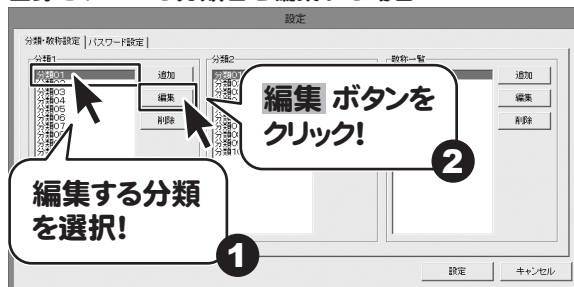 設定
分類・敬称設定
パスワード設定
分類1
分類01
分類03
分類04
分類05
分類06
分類07
追加
編集
削除
分類2
敬称一覧
追加
編集
削除
編集 ボタンを
クリック!
2
編集する分類
を選択!
1
設定
キャンセル